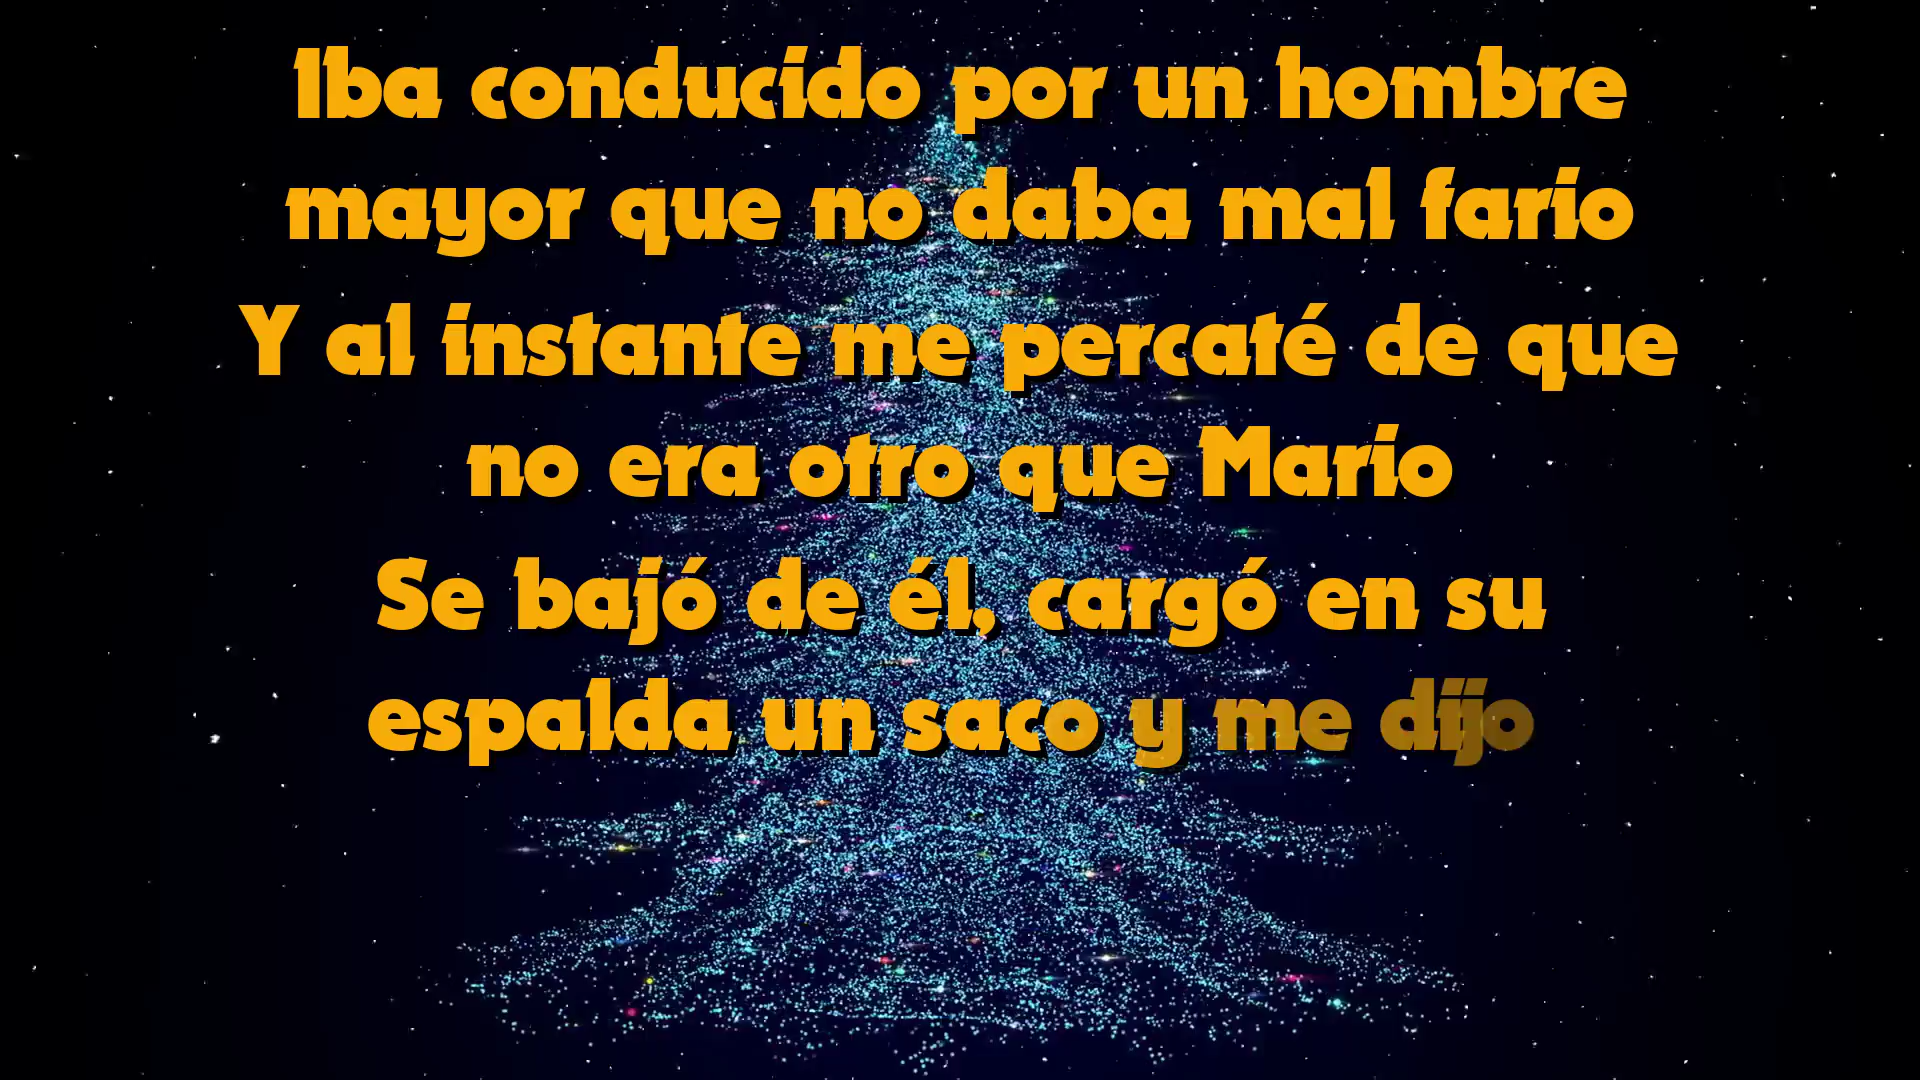 Iba conducido por un hombre
mayor que no daba mal fario
Y al instante me percaté de que
no era otro que Mario
Se bajó de él, cargó en su
espalda un saco y me dijo